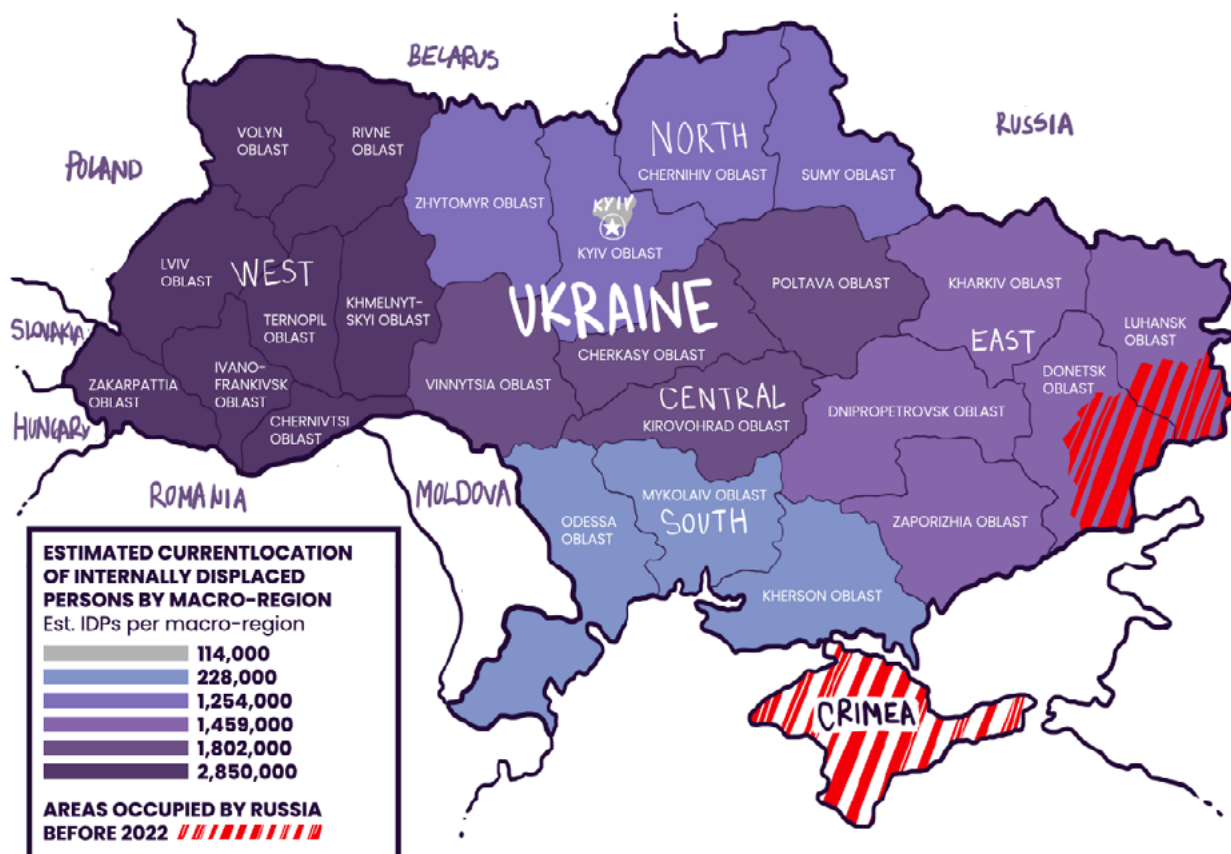 BELARUS
RUSSIA
POLAND
VOLYN
OBLAST
RIVNE
OBLAST
NORTH
CHERNIHIV OBLAST
SUMY OBLAST
ZHYTOMYR OBLAST
KYIV
KYIV OBLAST
LVIV
OBLAST
WEST
KHMELNYT-
SKYI OBLAST
TERNOPIL
OBLAST
UKRAINE
POLTAVA OBLAST
KHARKIV OBLAST
LUHANSK
OBLAST
EAST
SLOVAKIA
CHERKASY OBLAST
DONETSK
OBLAST
ZAKARPATTIA
OBLAST
IVANO-
FRANKIVSK
OBLAST
VINNYTSIA OBLAST
CENTRAL
KIROVOHRAD OBLAST
DNIPROPETROVSK OBLAST
HUNGARY
CHERNIVTSI
OBLAST
ROMANIA
MOLDOVA
MYKOLAIV OBLAST
SOUTH
ODESSA
OBLAST
ZAPORIZHIA OBLAST
KHERSON OBLAST
CRIMEA
ESTIMATED CURRENTLOCATION
OF INTERNALLY DISPLACED
PERSONS BY MACRO-REGION
Est. IDPs per macro-region
114,000
228,000
1,254,000
1,459,000
1,802,000
2,850,000
AREAS OCCUPIED BY RUSSIA
BEFORE 2022